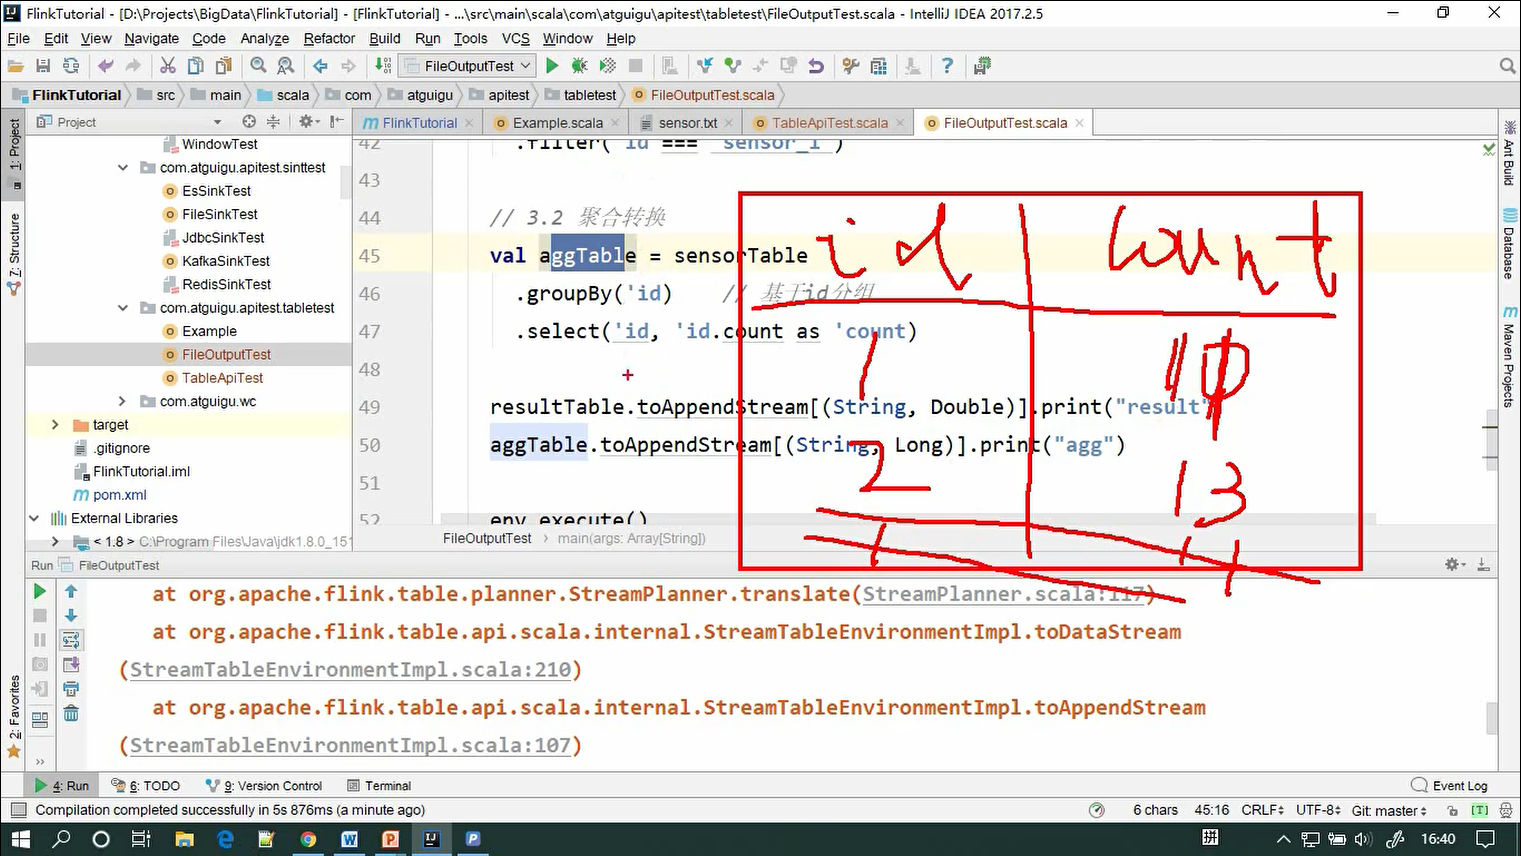 FlinkTutorial - [D:\Projects\BigData\FlinkTutorial] - [FlinkTutorial] - ...\src\main\scala\com\atguigu\apitest\tabletest\FileOutputTest.scala - IntelliJ IDEA 2017.2.5
File Edit View Navigate Code Analyze Refactor Build Run Tools VCS Window Help
FileOutputTest
FlinkTutorial src main scala com atguigu apitest tabletest FileOutputTest.scala
Project
FlinkTutorial Example.scala sensor.txt TableApiTest.scala FileOutputTest.scala
1: Project
7: Structure
2: Favorites
Ant Build
Database
Maven Projects
WindowTest
com.atguigu.apitest.sinttest
EsSinkTest
FileSinkTest
JdbcSinkTest
KafkaSinkTest
RedisSinkTest
com.atguigu.apitest.tabletest
Example
FileOutputTest
TableApiTest
com.atguigu.wc
target
.gitignore
FlinkTutorial.iml
pom.xml
External Libraries
< 1.8 > C:\Program Files\Java\jdk1.8.0_151
42 .filter('id === "sensor_1")
43
44 // 3.2 聚合转换
45 val aggTable = sensorTable
46 .groupBy('id) // 基于id分组
47 .select('id, 'id.count as 'count)
48
49 resultTable.toAppendStream[(String, Double)].print("result")
50 aggTable.toAppendStream[(String, Long)].print("agg")
51
52 env.execute()
id count
1
2 13
FileOutputTest main(args: Array[String])
Run FileOutputTest
at org.apache.flink.table.planner.StreamPlanner.translate(StreamPlanner.scala:117)
at org.apache.flink.table.api.scala.internal.StreamTableEnvironmentImpl.toDataStream
(StreamTableEnvironmentImpl.scala:210)
at org.apache.flink.table.api.scala.internal.StreamTableEnvironmentImpl.toAppendStream
(StreamTableEnvironmentImpl.scala:107)
4: Run 6: TODO 9: Version Control Terminal Event Log
Compilation completed successfully in 5s 876ms (a minute ago) 6 chars 45:16 CRLF UTF-8 Git: master [T]
拼 16:40